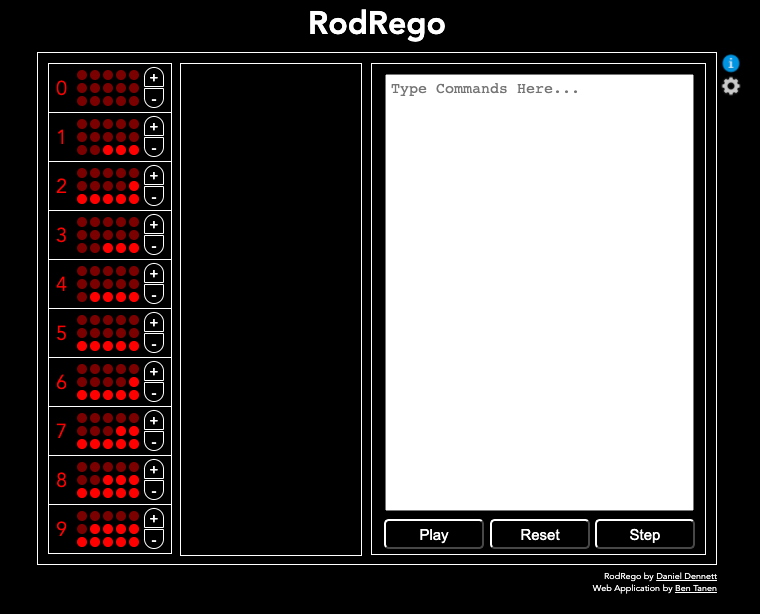 RodRego
0 + -
1 + -
2 + -
3 + -
4 + -
5 + -
6 + -
7 + -
8 + -
9 + -
Type Commands Here...
Play Reset Step
i
RodRego by Daniel Dennett
Web Application by Ben Tanen